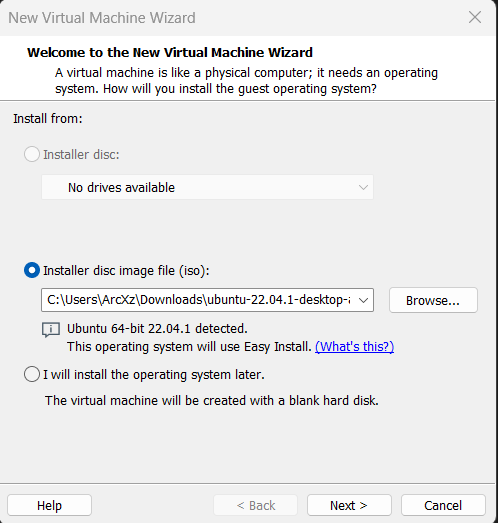 New Virtual Machine Wizard
Welcome to the New Virtual Machine Wizard
A virtual machine is like a physical computer; it needs an operating
system. How will you install the guest operating system?
Install from:
Installer disc:
No drives available
Installer disc image file (iso):
C:\Users\ArcXz\Downloads\ubuntu-22.04.1-desktop-a
Browse...
Ubuntu 64-bit 22.04.1 detected.
This operating system will use Easy Install. (What's this?)
I will install the operating system later.
The virtual machine will be created with a blank hard disk.
Help
< Back
Next >
Cancel